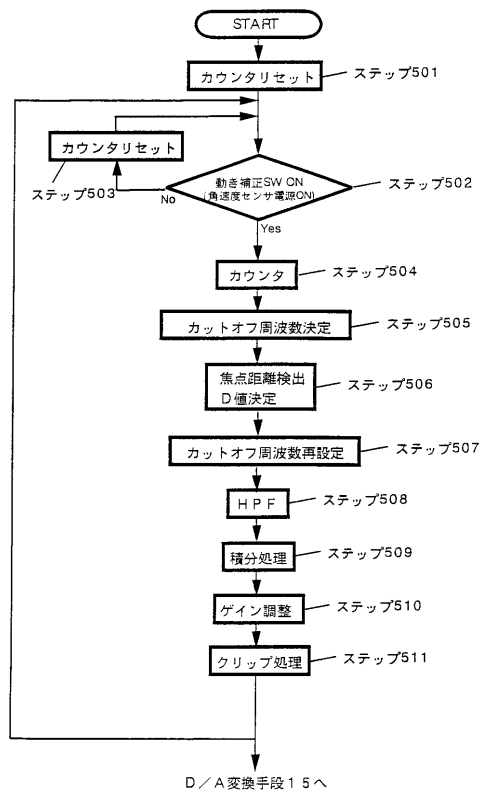 START
カウンタリセット
ステップ501
カウンタリセット
ステップ503
動き補正SW ON
(角速度センサ電源ON)
ステップ502
No
Yes
カウンタ
ステップ504
カットオフ周波数決定
ステップ505
焦点距離検出
D値決定
ステップ506
カットオフ周波数再設定
ステップ507
HPF
ステップ508
積分処理
ステップ509
ゲイン調整
ステップ510
クリップ処理
ステップ511
D/A変換手段15へ